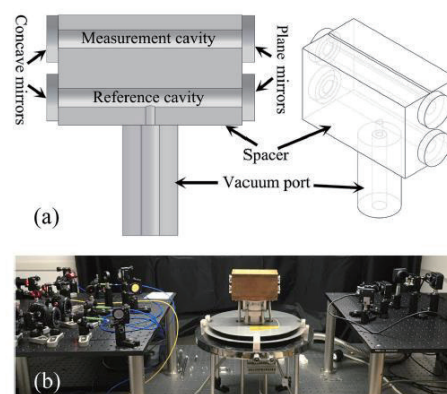 Concave mirrors
Measurement cavity
Plane mirrors
Reference cavity
Spacer
Vacuum port
(a)
(b)